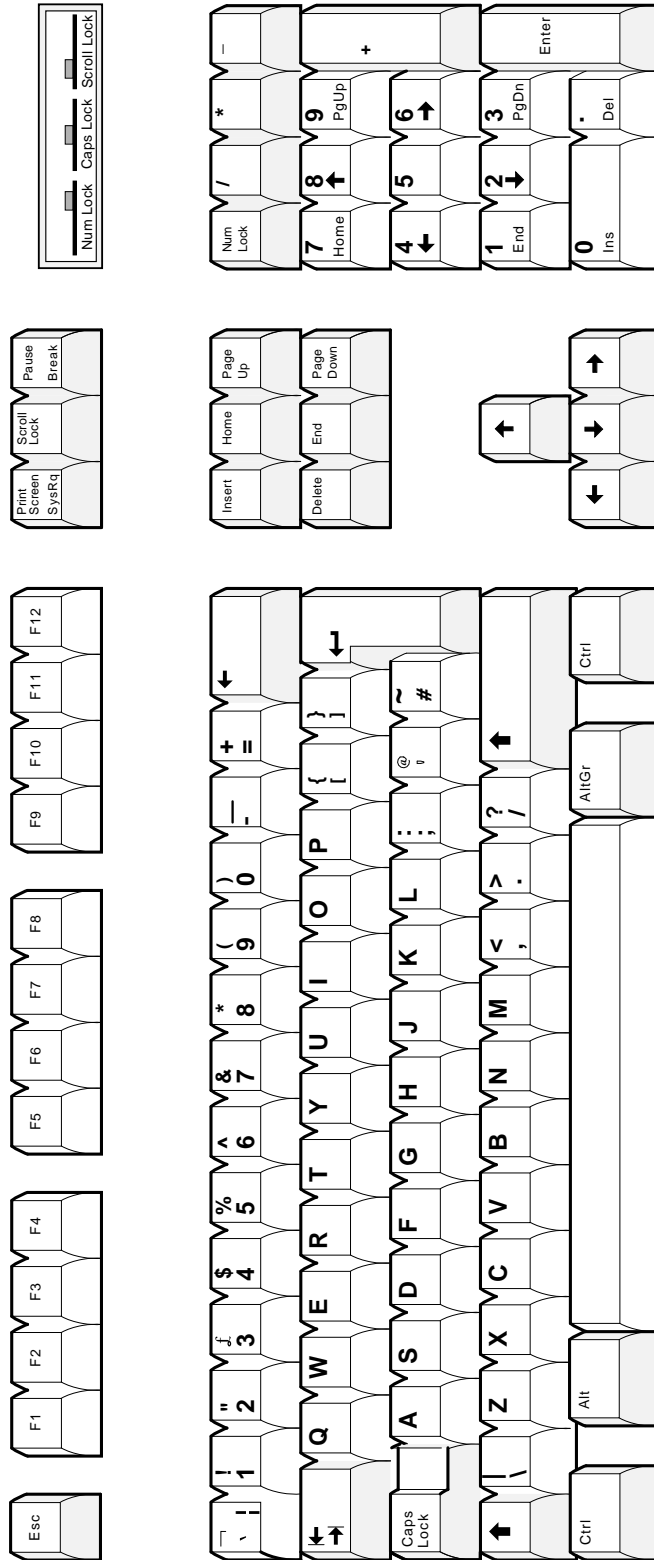 Esc F1 F2 F3 F4 F5 F6 F7 F8 F9 F10 F11 F12
Print
Screen
SysRq
Scroll
Lock
Pause
Break
Num Lock Caps Lock Scroll Lock
¬ ! " £ $ % ^ & * ( ) _ +
` ¦ 1 2 3 4 5 6 7 8 9 0 - = ←
Insert Home
Page
Up
Num
Lock
/ * −
↹ Q W E R T Y U I O P
{ }
[ ] ↵
Delete End
Page
Down
7 8 9 +
Home ↑ PgUp
Caps
Lock
A S D F G H J K L
: @ ~
; ' #
4 5 6
← →
⬆ | Z X C V B N M < > ? ⬆
\ , . /
↑
1 2 3 Enter
End ↓ PgDn
Ctrl Alt AltGr Ctrl
← ↓ →
0 .
Ins Del